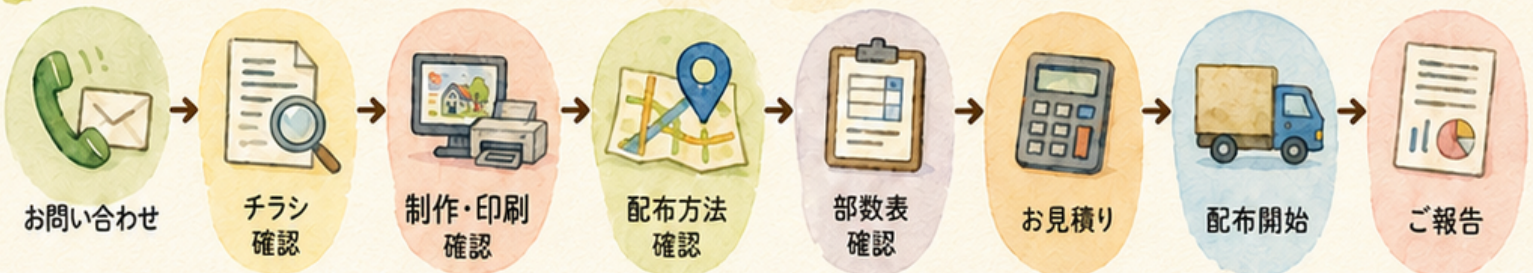 お問い合わせ
チラシ
確認
制作・印刷
確認
配布方法
確認
部数表
確認
お見積り
配布開始
ご報告